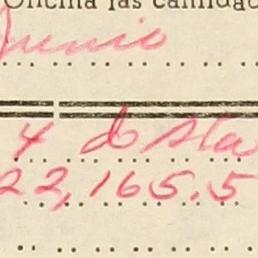 Oficina las cantidad
Junio
4 de Sta
22,165.5